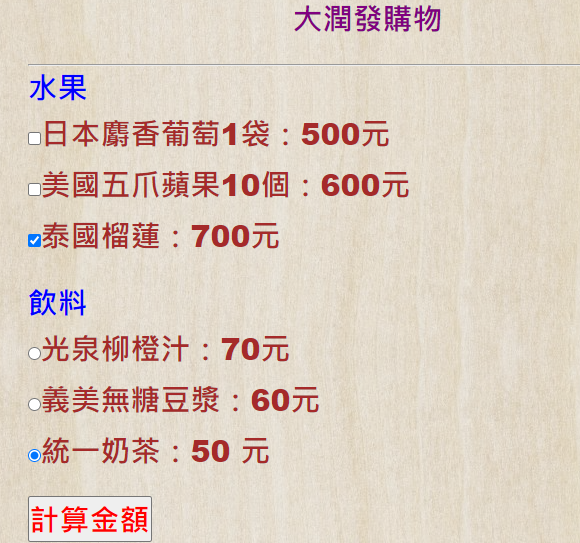 大潤發購物
水果
日本麝香葡萄1袋：500元
美國五爪蘋果10個：600元
泰國榴蓮：700元
飲料
光泉柳橙汁：70元
義美無糖豆漿：60元
統一奶茶：50 元
計算金額